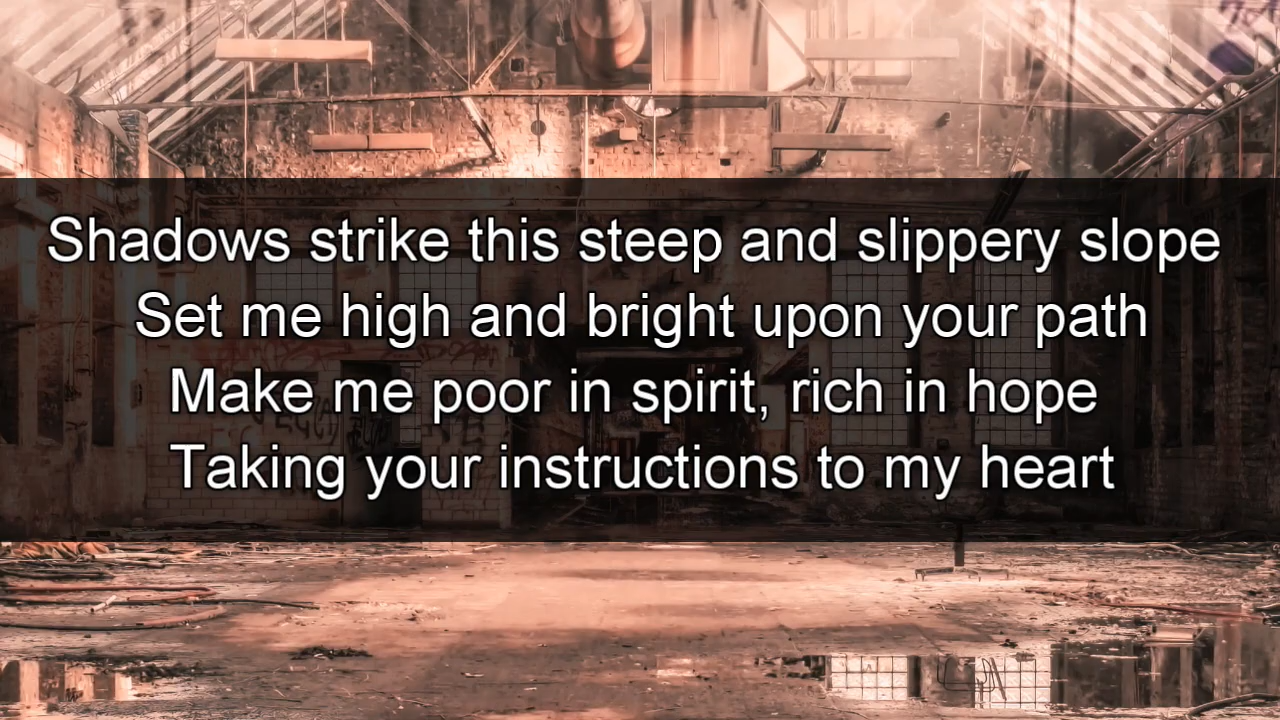 Shadows strike this steep and slippery slope
Set me high and bright upon your path
Make me poor in spirit, rich in hope
Taking your instructions to my heart